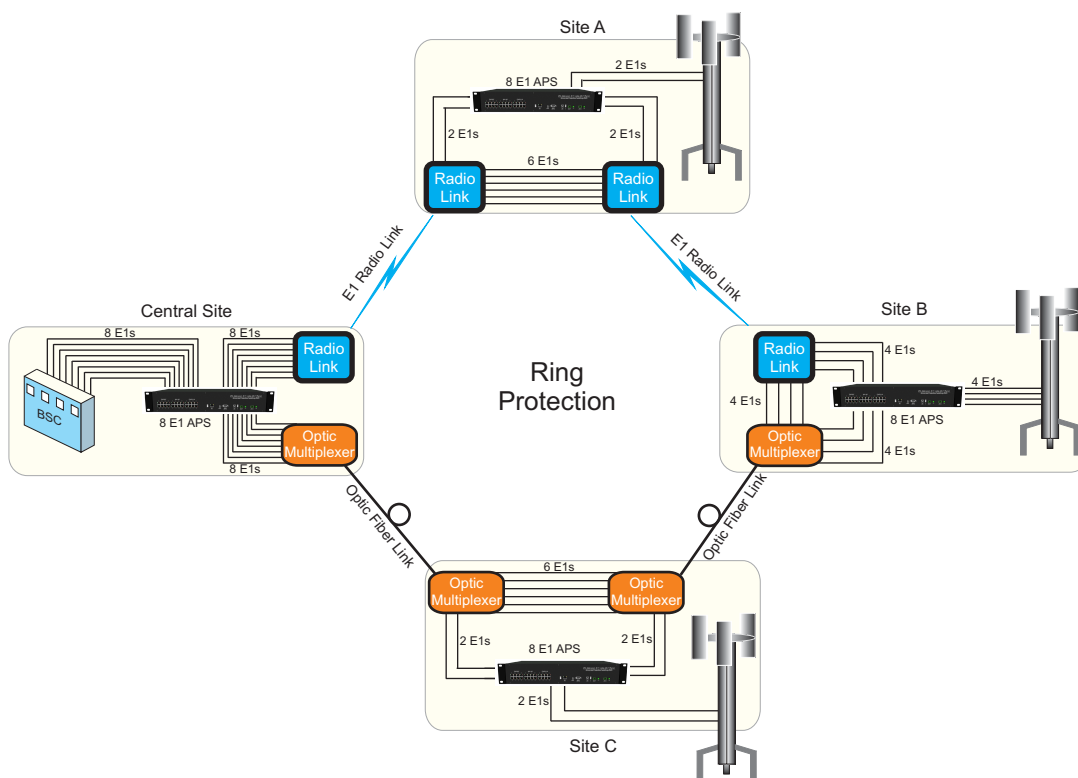 Site A
2 E1s
8 E1 APS
2 E1s
2 E1s
6 E1s
Radio
Link
Radio
Link
E1 Radio Link
E1 Radio Link
Central Site
8 E1s
8 E1s
Radio
Link
BSC
8 E1 APS
Optic
Multiplexer
8 E1s
Ring
Protection
Site B
Radio
Link
4 E1s
4 E1s
4 E1s
8 E1 APS
Optic
Multiplexer
4 E1s
Optic Fiber Link
Optic Fiber Link
6 E1s
Optic
Multiplexer
Optic
Multiplexer
2 E1s
2 E1s
8 E1 APS
2 E1s
Site C